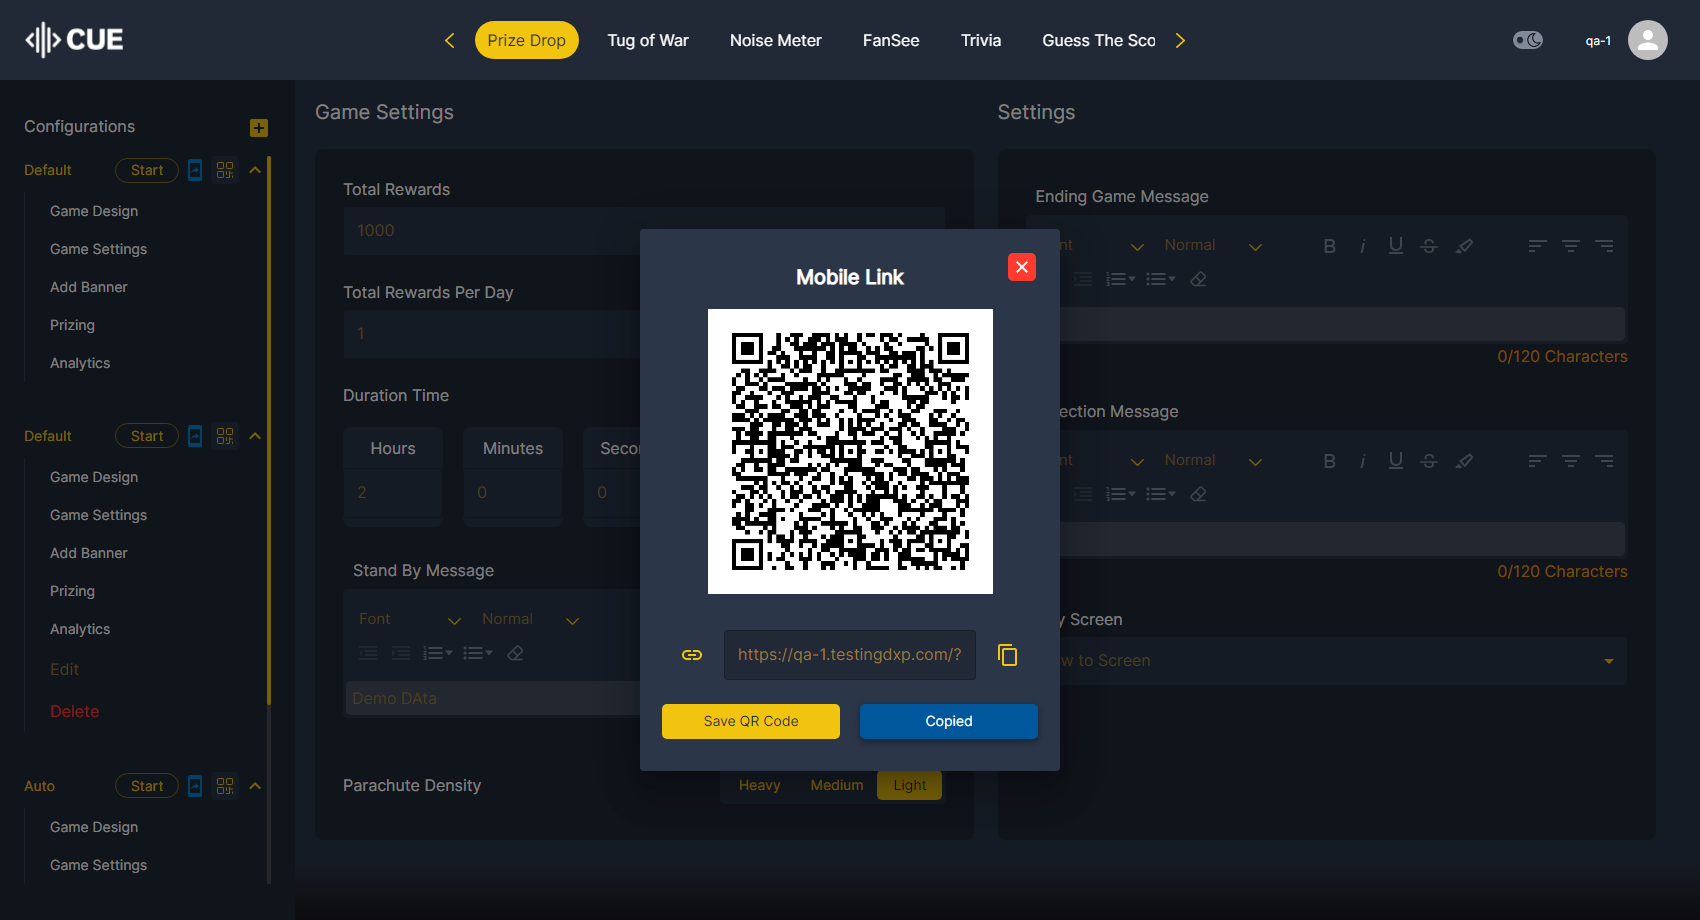 CUE
Prize Drop
Tug of War
Noise Meter
FanSee
Trivia
Guess The Sco
qa-1
Configurations
Default
Start
Game Design
Game Settings
Add Banner
Prizing
Analytics
Default
Start
Game Design
Game Settings
Add Banner
Prizing
Analytics
Edit
Delete
Auto
Start
Game Design
Game Settings
Game Settings
Total Rewards
1000
Total Rewards Per Day
1
Duration Time
Hours
Minutes
Secon
2
0
0
Stand By Message
Font
Normal
Demo DAta
Parachute Density
Heavy
Medium
Light
Mobile Link
https://qa-1.testingdxp.com/?
Save QR Code
Copied
Settings
Ending Game Message
nt
Normal
0/120 Characters
ection Message
nt
Normal
0/120 Characters
y Screen
w to Screen